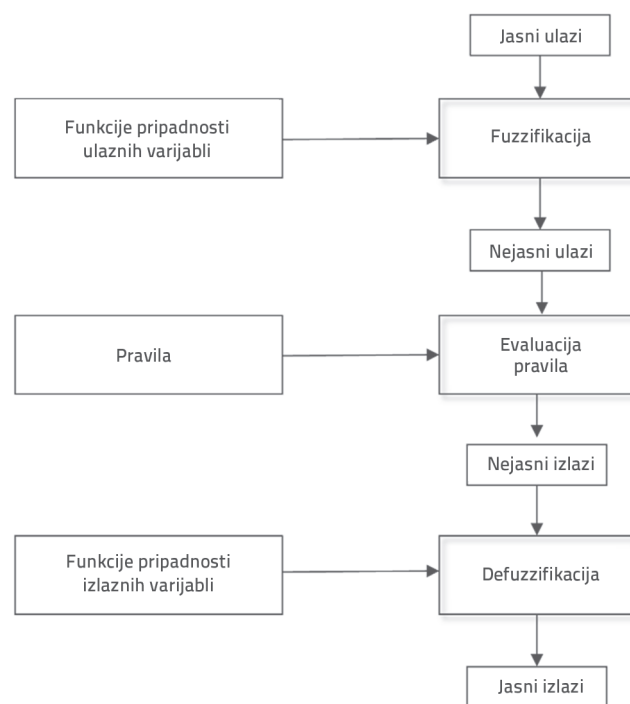 Jasni ulazi
Funkcije pripadnosti
ulaznih varijabli
Fuzzifikacija
Nejasni ulazi
Pravila
Evaluacija
pravila
Nejasni izlazi
Funkcije pripadnosti
izlaznih varijabli
Defuzzifikacija
Jasni izlazi